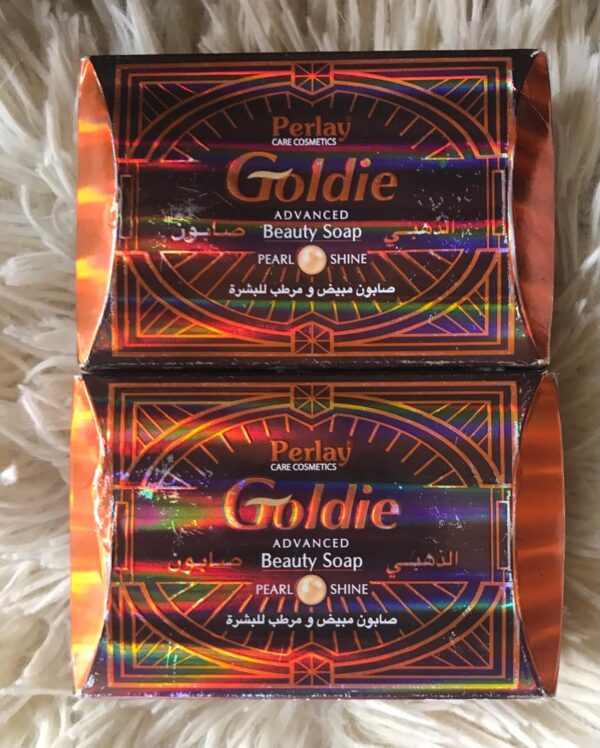 Perlay®
CARE COSMETICS
Goldie
ADVANCED
صابون Beauty Soap الذهبي
PEARL SHINE
صابون مبيض و مرطب للبشرة
Perlay®
CARE COSMETICS
Goldie
ADVANCED
صابون Beauty Soap الذهبي
PEARL SHINE
صابون مبيض و مرطب للبشرة